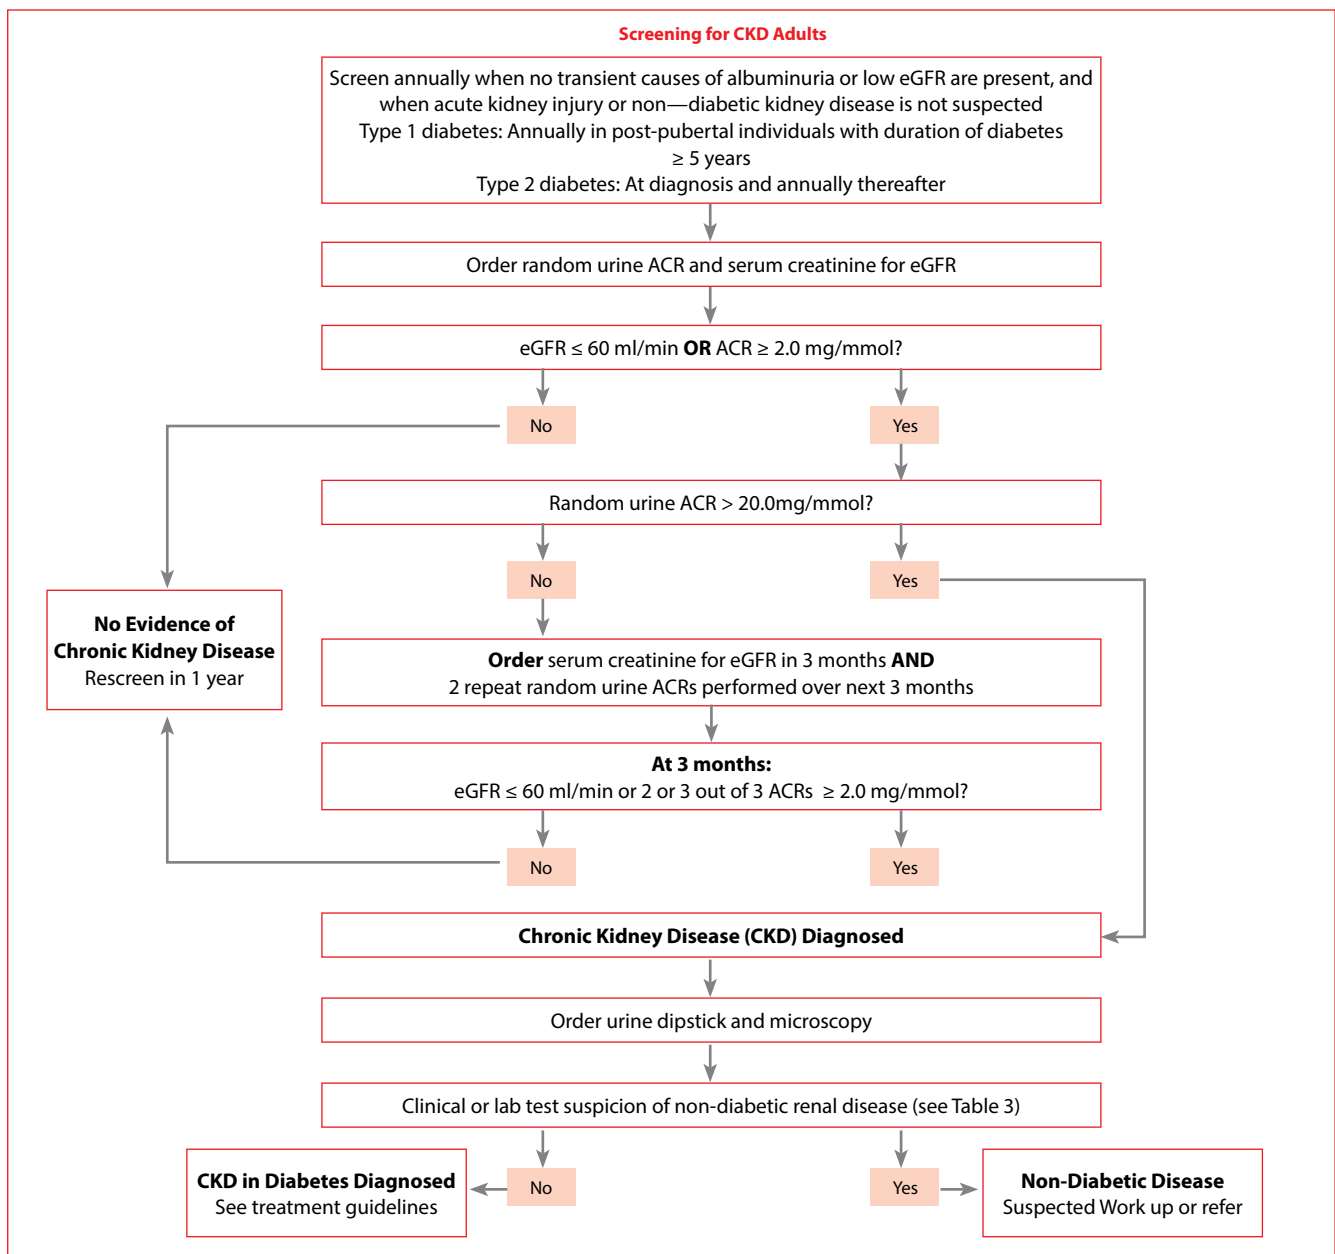 Screening for CKD Adults
Screen annually when no transient causes of albuminuria or low eGFR are present, and
when acute kidney injury or non—diabetic kidney disease is not suspected
Type 1 diabetes: Annually in post-pubertal individuals with duration of diabetes
≥ 5 years
Type 2 diabetes: At diagnosis and annually thereafter
Order random urine ACR and serum creatinine for eGFR
eGFR ≤ 60 ml/min OR ACR ≥ 2.0 mg/mmol?
No
Yes
Random urine ACR > 20.0mg/mmol?
No
Yes
No Evidence of
Chronic Kidney Disease
Rescreen in 1 year
Order serum creatinine for eGFR in 3 months AND
2 repeat random urine ACRs performed over next 3 months
At 3 months:
eGFR ≤ 60 ml/min or 2 or 3 out of 3 ACRs ≥ 2.0 mg/mmol?
No
Yes
Chronic Kidney Disease (CKD) Diagnosed
Order urine dipstick and microscopy
Clinical or lab test suspicion of non-diabetic renal disease (see Table 3)
CKD in Diabetes Diagnosed
See treatment guidelines
No
Yes
Non-Diabetic Disease
Suspected Work up or refer